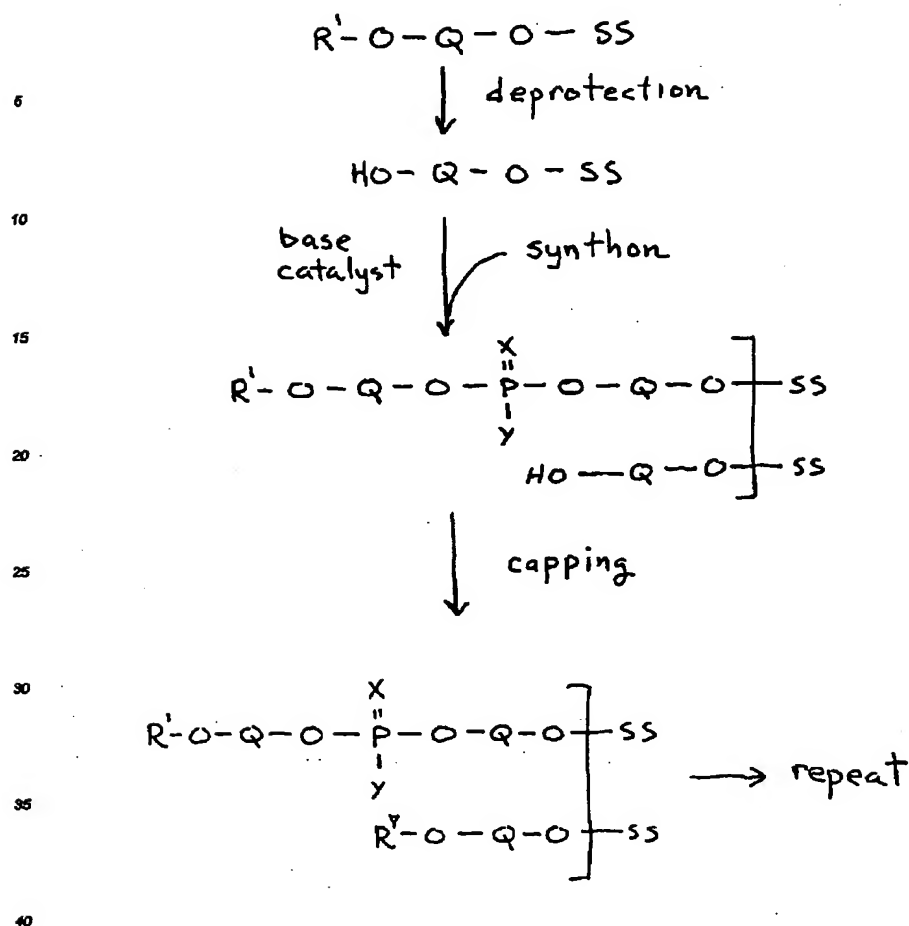 R'-O-Q-O-SS
5
deprotection
HO-Q-O-SS
10
base
catalyst
synthon
15
X
=
R'-O-Q-O-P-O-Q-O-SS
Y
20
HO-Q-O-SS
25
capping
30
X
=
R'-O-Q-O-P-O-Q-O-SS
→ repeat
Y
35
R^Y-O-Q-O-SS
40